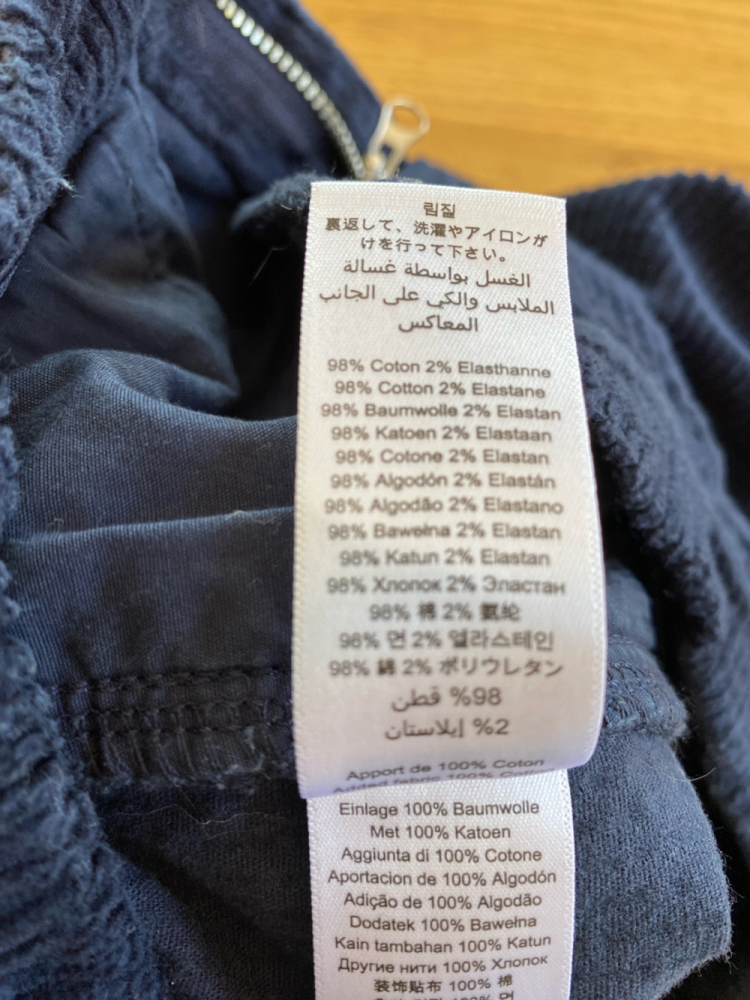 림질
裏返して、洗濯やアイロンが
けを行って下さい。
الغسل بواسطة غسالة
الملابس والكي على الجانب
المعاكس
98% Coton 2% Elasthanne
98% Cotton 2% Elastane
98% Baumwolle 2% Elastan
98% Katoen 2% Elastaan
98% Cotone 2% Elastan
98% Algodón 2% Elastán
98% Algodão 2% Elastano
98% Bawełna 2% Elastan
98% Katun 2% Elastan
98% Хлопок 2% Эластан
98% 棉 2% 氨纶
98% 면 2% 엘라스테인
98% 綿 2% ポリウレタン
98% قطن
2% إيلاستان
Apport de 100% Coton
Added fabric 100%
Einlage 100% Baumwolle
Met 100% Katoen
Aggiunta di 100% Cotone
Aportacion de 100% Algodón
Adição de 100% Algodão
Dodatek 100% Bawełna
Kain tambahan 100% Katun
Другие нити 100% Хлопок
装饰贴布 100% 棉
100% 면